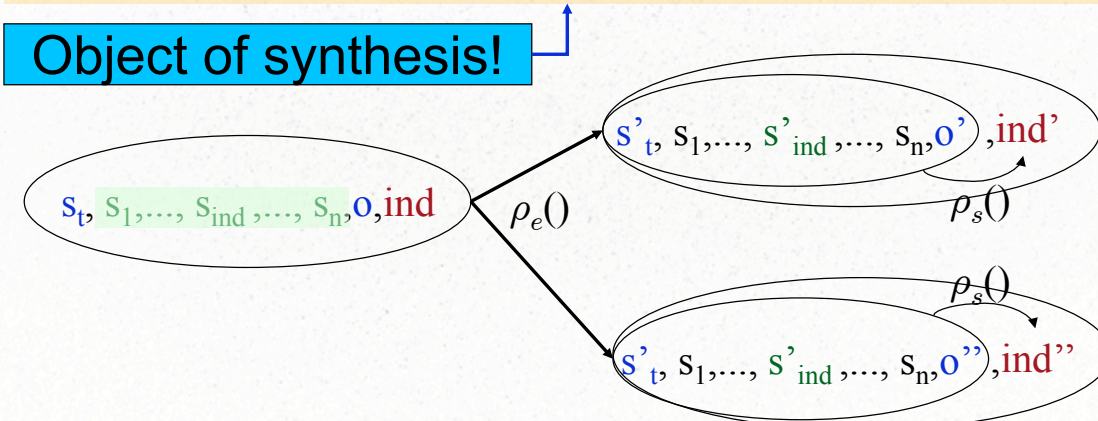 Object of synthesis!
s't, s1,..., s'ind ,..., sn,o' ,ind'
ρs()
st, s1,..., sind ,..., sn,o,ind
ρe()
ρs()
s't, s1,..., s'ind ,..., sn,o'' ,ind''